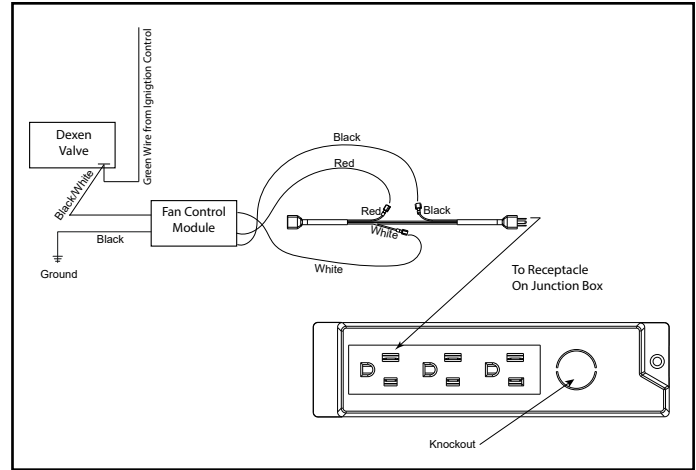 Green Wire from Ignigtion Control
Dexen
Valve
Black/White
Black
Red
Red
Black
White
Fan Control
Module
Black
Ground
White
To Receptacle
On Junction Box
Knockout